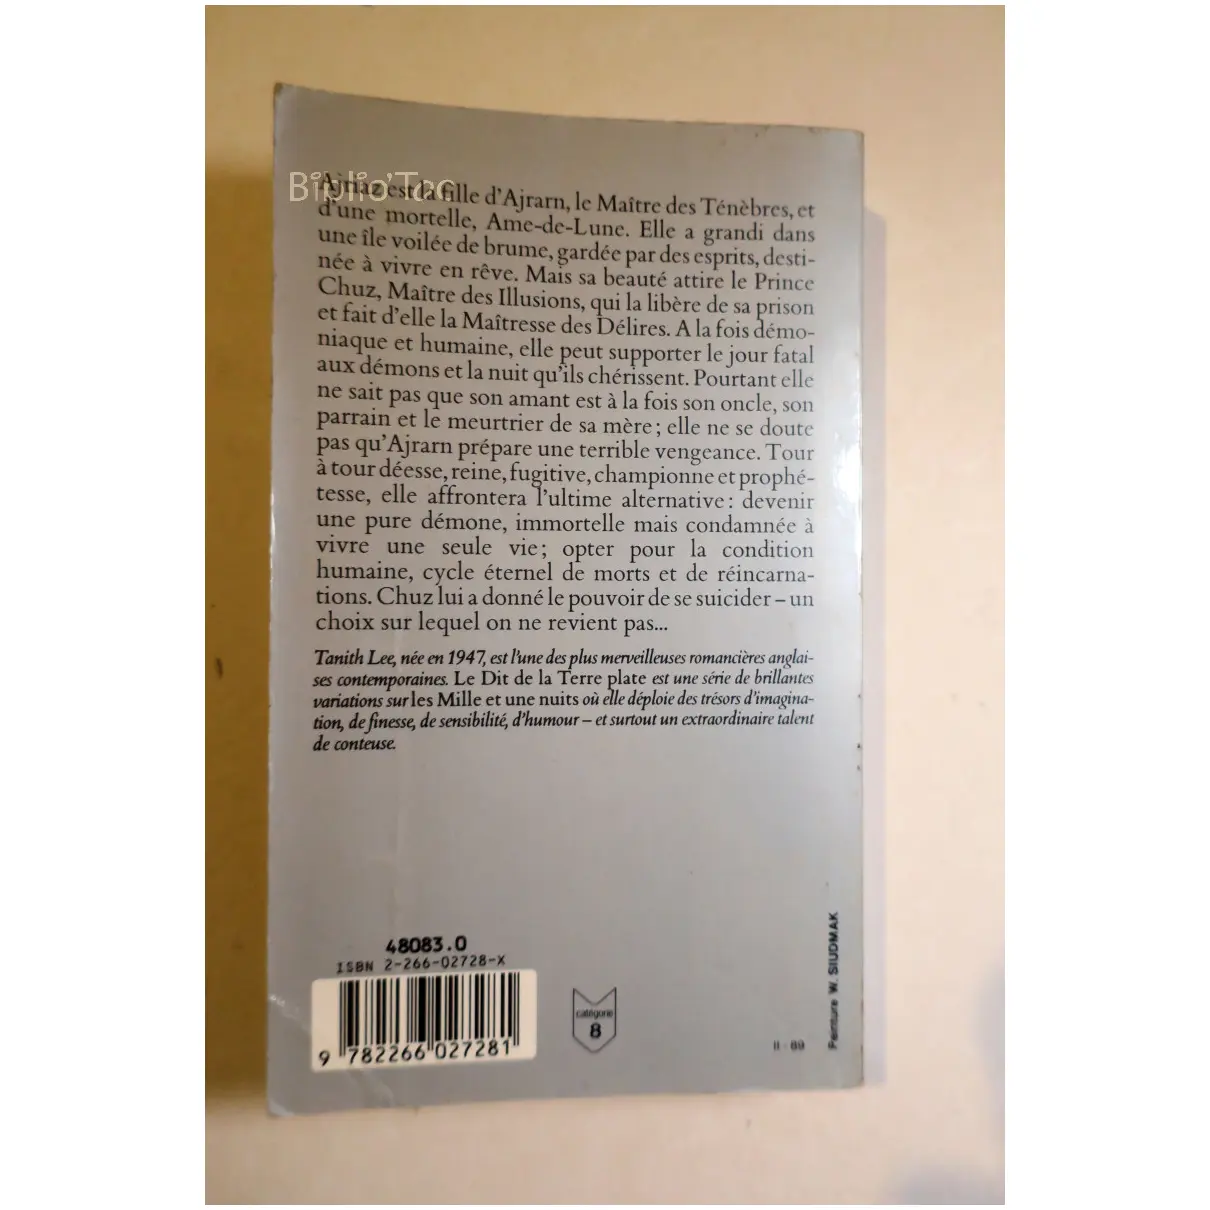 Biblio'Toc
Ajriaz est la fille d'Ajrarn, le Maître des Ténèbres, et
d'une mortelle, Ame-de-Lune. Elle a grandi dans
une île voilée de brume, gardée par des esprits, desti-
née à vivre en rêve. Mais sa beauté attire le Prince
Chuz, Maître des Illusions, qui la libère de sa prison
et fait d'elle la Maîtresse des Délires. A la fois démo-
niaque et humaine, elle peut supporter le jour fatal
aux démons et la nuit qu'ils chérissent. Pourtant elle
ne sait pas que son amant est à la fois son oncle, son
parrain et le meurtrier de sa mère ; elle ne se doute
pas qu'Ajrarn prépare une terrible vengeance. Tour
à tour déesse, reine, fugitive, championne et prophé-
tesse, elle affrontera l'ultime alternative : devenir
une pure démone, immortelle mais condamnée à
vivre une seule vie ; opter pour la condition
humaine, cycle éternel de morts et de réincarna-
tions. Chuz lui a donné le pouvoir de se suicider – un
choix sur lequel on ne revient pas...
Tanith Lee, née en 1947, est l'une des plus merveilleuses romancières anglai-
ses contemporaines. Le Dit de la Terre plate est une série de brillantes
variations sur les Mille et une nuits où elle déploie des trésors d'imagina-
tion, de finesse, de sensibilité, d'humour – et surtout un extraordinaire talent
de conteuse.
48083.0
ISBN 2-266-02728-X
9 782266 027281
catégorie
8
II - 89
Peinture W. SIUDMAK